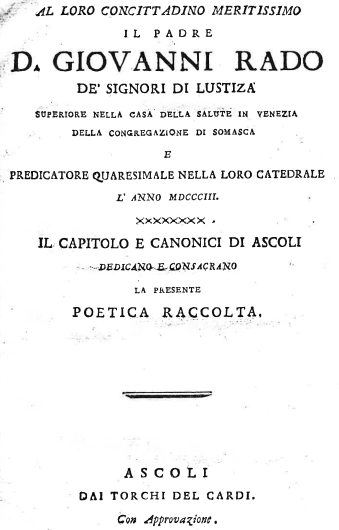 AL LORO CONCITTADINO MERITISSIMO
IL PADRE
D. GIOVANNI RADO
DE' SIGNORI DI LUSTIZA
SUPERIORE NELLA CASA DELLA SALUTE IN VENEZIA
DELLA CONGREGAZIONE DI SOMASCA
E
PREDICATORE QUARESIMALE NELLA LORO CATEDRALE
L' ANNO MDCCCIII.
XXXXXXXX.
IL CAPITOLO E CANONICI DI ASCOLI
DEDICANO E CONSACRANO
LA PRESENTE
POETICA RACCOLTA.
ASCOLI
DAI TORCHI DEL CARDI.
Con Approvazione.